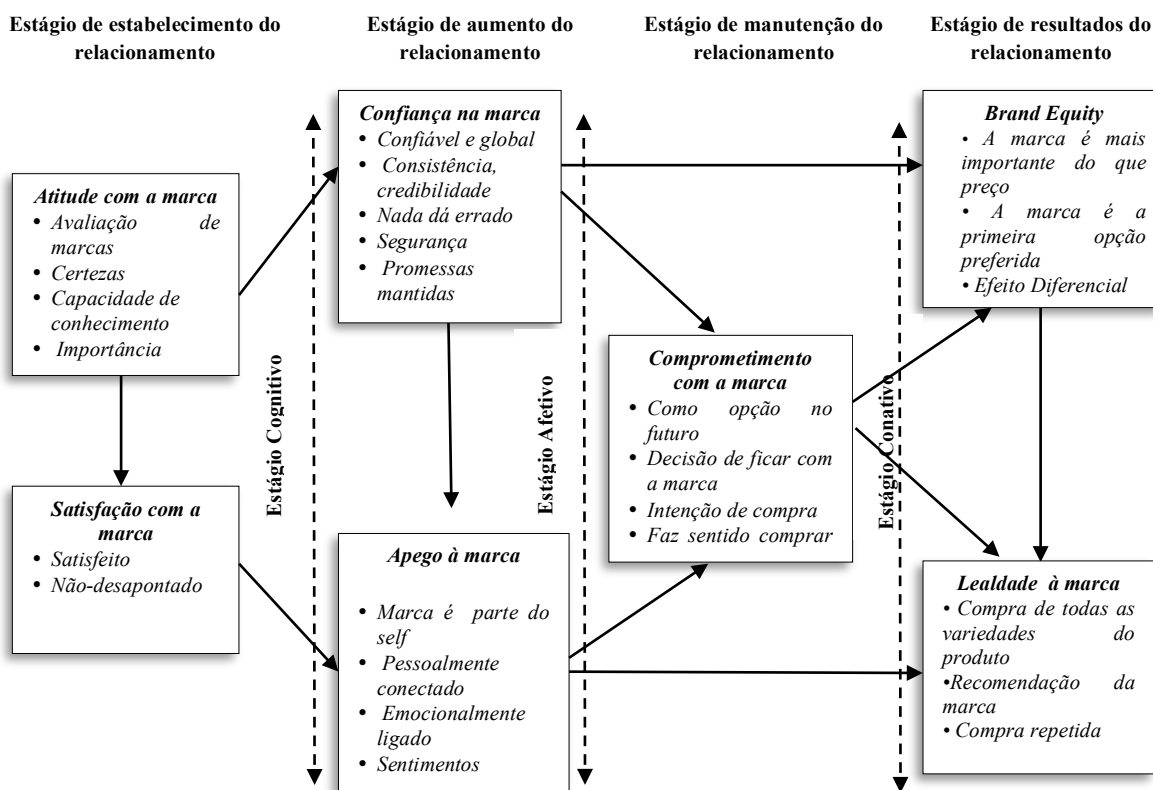 Estágio de estabelecimento do
relacionamento
Estágio de aumento do
relacionamento
Estágio de manutenção do
relacionamento
Estágio de resultados do
relacionamento
Atitude com a marca
• Avaliação de
marcas
• Certezas
• Capacidade de
conhecimento
• Importância
Satisfação com a
marca
• Satisfeito
• Não-desapontado
Estágio Cognitivo
Confiança na marca
• Confiável e global
• Consistência,
credibilidade
• Nada dá errado
• Segurança
• Promessas
mantidas
Apego à marca
• Marca é parte do
self
• Pessoalmente
conectado
• Emocionalmente
ligado
• Sentimentos
Estágio Afetivo
Comprometimento
com a marca
• Como opção no
futuro
• Decisão de ficar com
a marca
• Intenção de compra
• Faz sentido comprar
Estágio Conativo
Brand Equity
• A marca é mais
importante do que
preço
• A marca é a
primeira opção
preferida
• Efeito Diferencial
Lealdade à marca
• Compra de todas as
variedades do
produto
•Recomendação da
marca
• Compra repetida